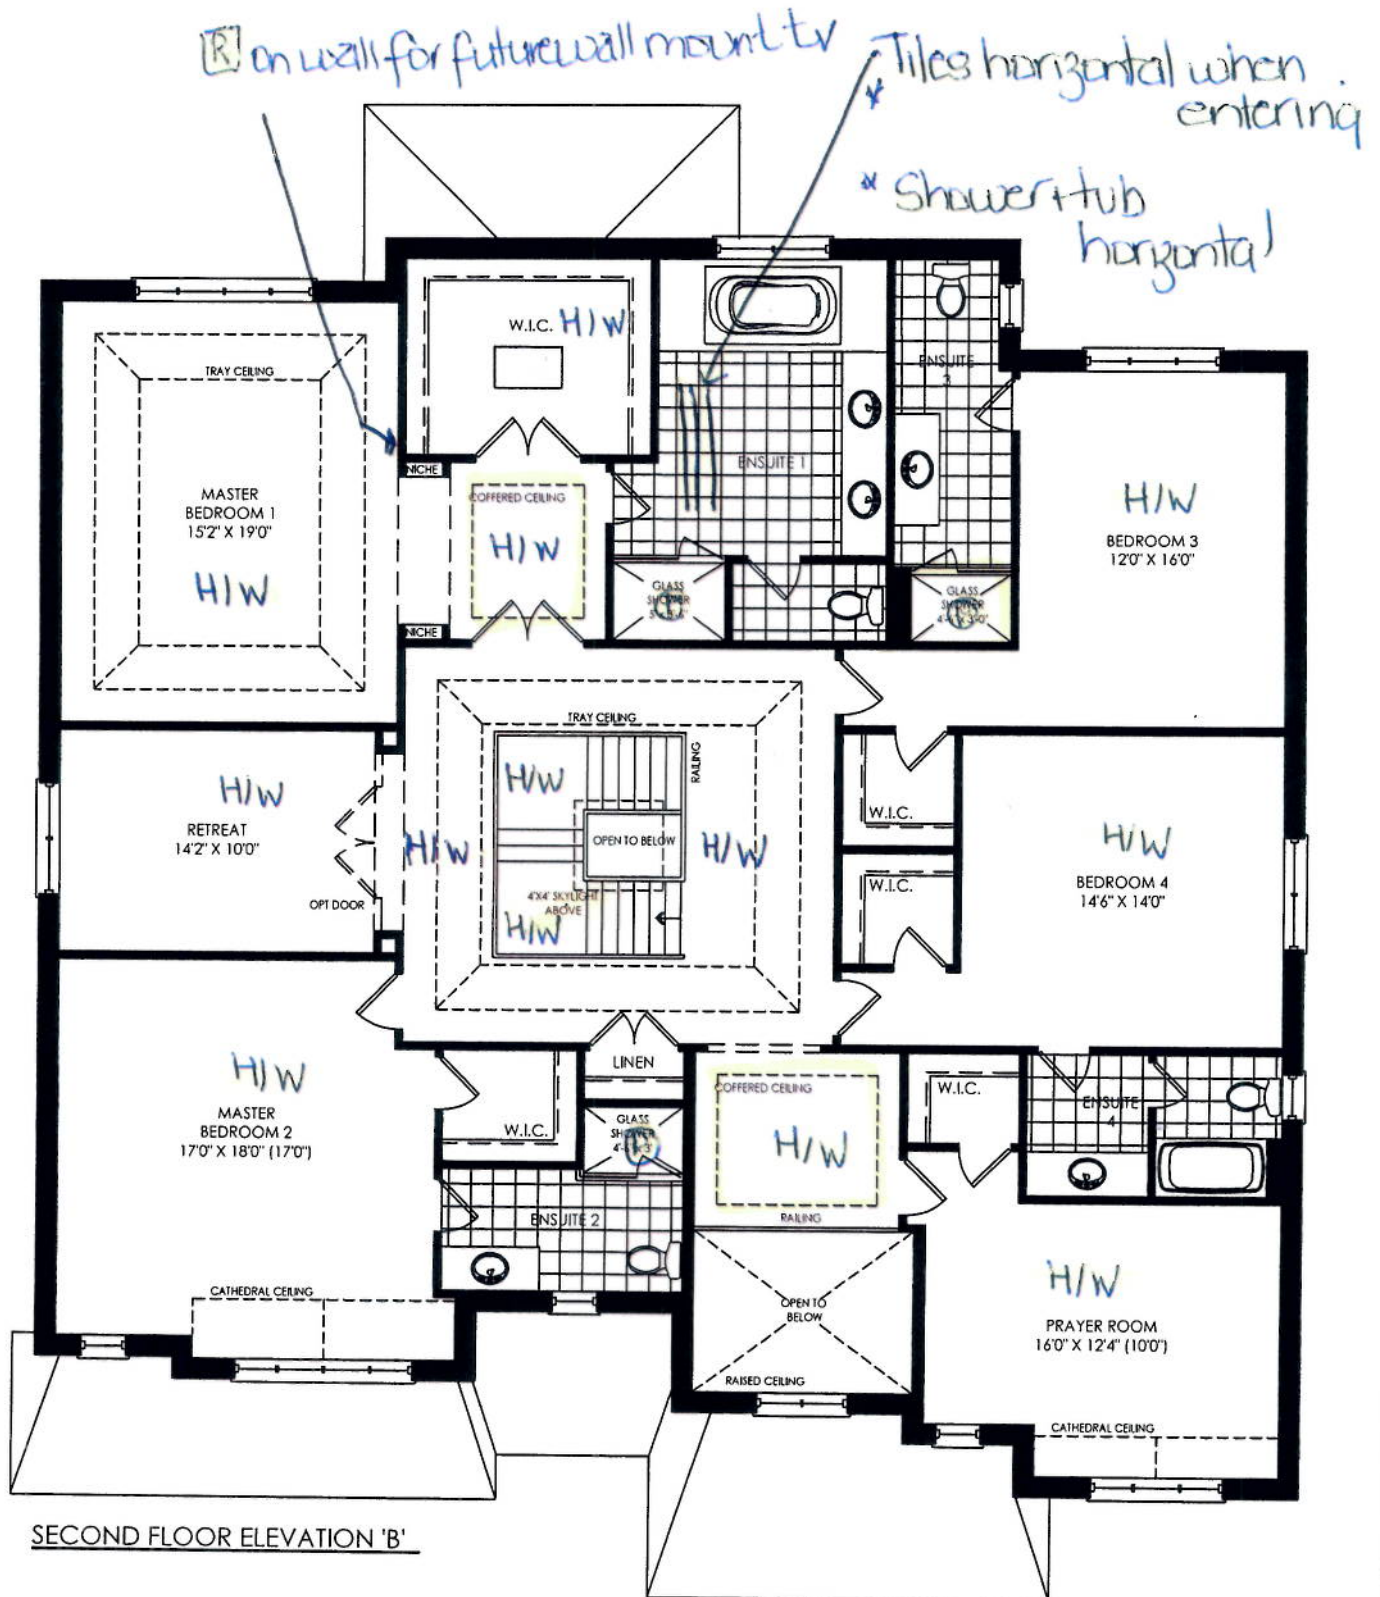 R on wall for future wall mount tv
* Tiles horizontal when
entering
* Shower + tub
horizontal
W.I.C. H/W
TRAY CEILING
ENSUITE
3
NICHE
COFFERED CEILING
ENSUITE 1
MASTER
BEDROOM 1
15'2" X 19'0"
H/W
H/W
H/W
BEDROOM 3
12'0" X 16'0"
GLASS
SHOWER
GLASS
SHOWER
NICHE
TRAY CEILING
RAILING
H/W
RETREAT
14'2" X 10'0"
OPT DOOR
H/W
H/W
OPEN TO BELOW
H/W
4'X4' SKYLIGHT
ABOVE
H/W
W.I.C.
W.I.C.
H/W
BEDROOM 4
14'6" X 14'0"
LINEN
H/W
MASTER
BEDROOM 2
17'0" X 18'0" (17'0")
W.I.C.
GLASS
SHOWER
ENSUITE 2
COFFERED CEILING
H/W
RAILING
W.I.C.
ENSUITE
4
OPEN TO
BELOW
RAISED CEILING
H/W
PRAYER ROOM
16'0" X 12'4" (10'0")
CATHEDRAL CEILING
CATHEDRAL CEILING
SECOND FLOOR ELEVATION 'B'